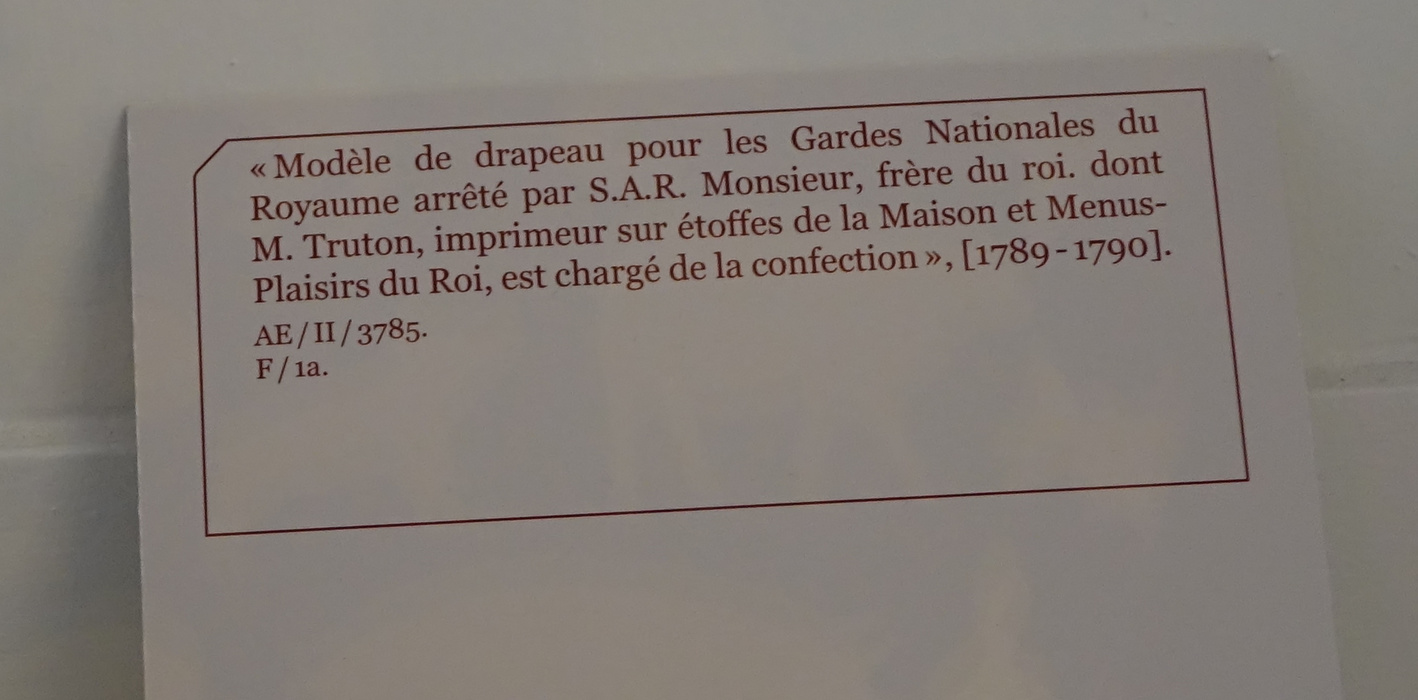 « Modèle de drapeau pour les Gardes Nationales du
Royaume arrêté par S.A.R. Monsieur, frère du roi. dont
M. Truton, imprimeur sur étoffes de la Maison et Menus-
Plaisirs du Roi, est chargé de la confection », [1789 - 1790].
AE / II / 3785.
F / 1a.